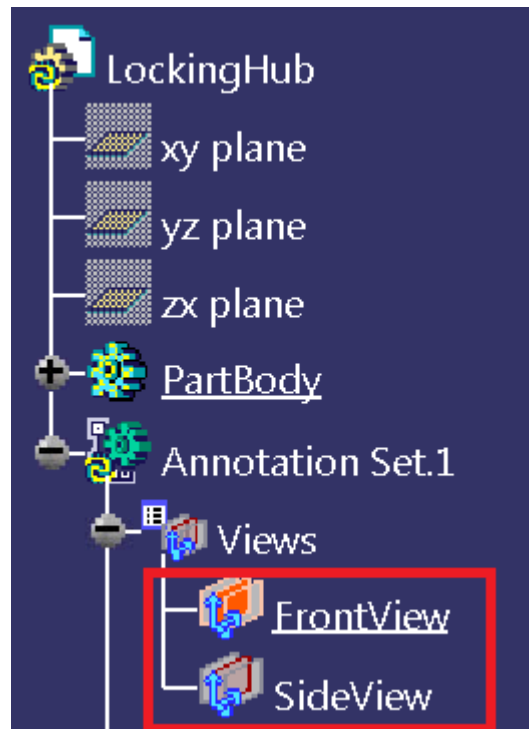 LockingHub
xy plane
yz plane
zx plane
PartBody
Annotation Set.1
Views
FrontView
SideView